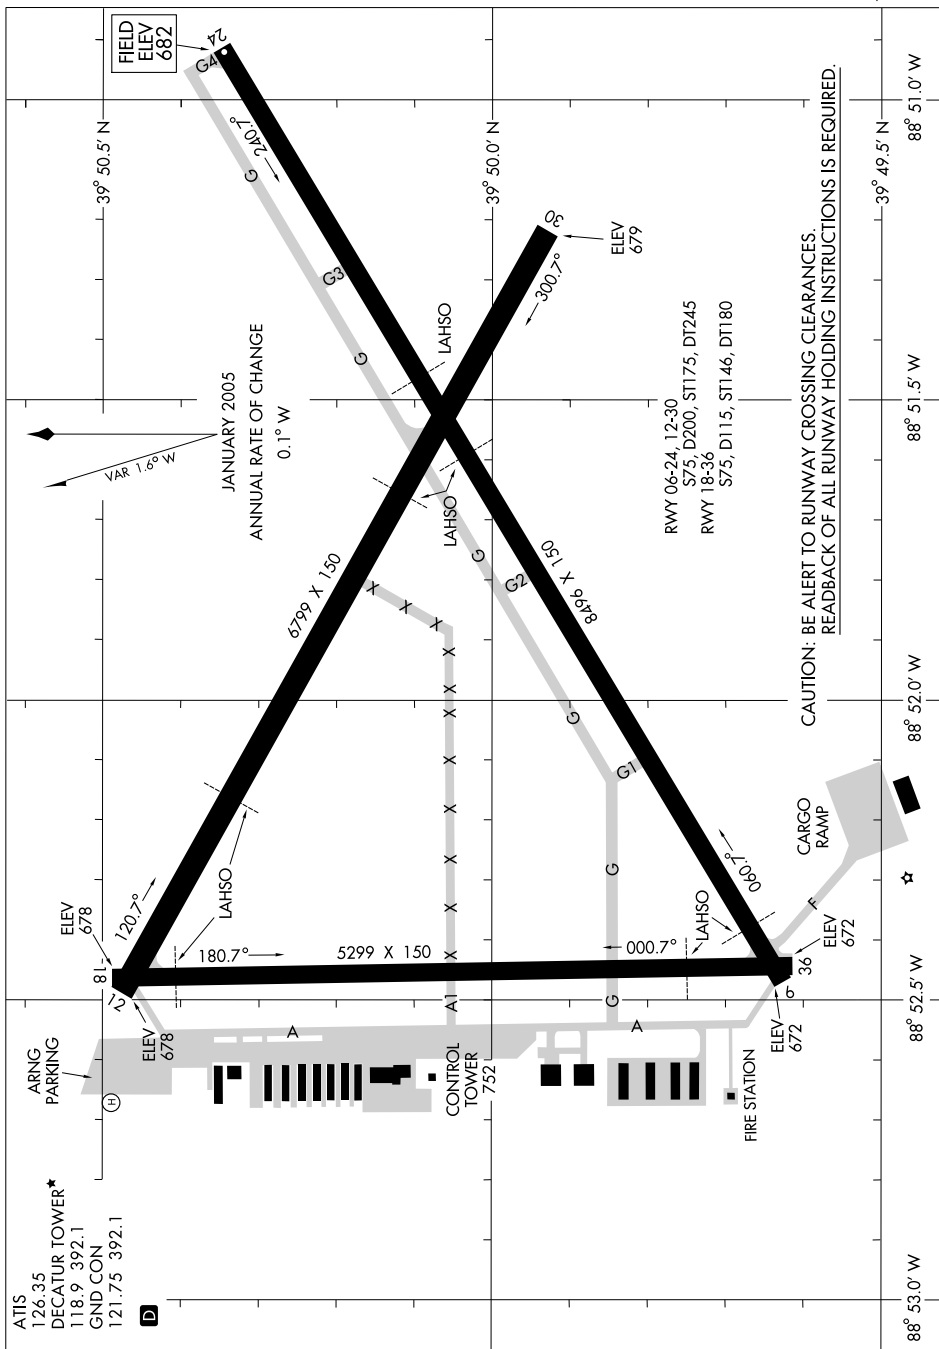 FIELD
ELEV
682
24
G4
240.7°
G
G3
G
39° 50.5' N
39° 50.0' N
39° 49.5' N
88° 51.0' W
88° 51.5' W
88° 52.0' W
88° 52.5' W
88° 53.0' W
VAR 1.6° W
JANUARY 2005
ANNUAL RATE OF CHANGE
0.1° W
30
ELEV
679
300.7°
LAHSO
LAHSO
6799 X 150
G
G2
8496 X 150
X
X
X
X
X
X
X
X
X
X
X
G
G1
RWY 06-24, 12-30
S75, D200, ST175, DT245
RWY 18-36
S75, D115, ST146, DT180
CAUTION: BE ALERT TO RUNWAY CROSSING CLEARANCES.
READBACK OF ALL RUNWAY HOLDING INSTRUCTIONS IS REQUIRED.
ELEV
678
18
120.7°
12
ELEV
678
LAHSO
180.7°
5299 X 150
000.7°
LAHSO
060.7°
G
G
CARGO
RAMP
F
36
ELEV
672
6
ELEV
672
A1
A
A
ARNG
PARKING
H
CONTROL
TOWER
752
FIRE STATION
ATIS
126.35
DECATUR TOWER★
118.9 392.1
GND CON
121.75 392.1
D